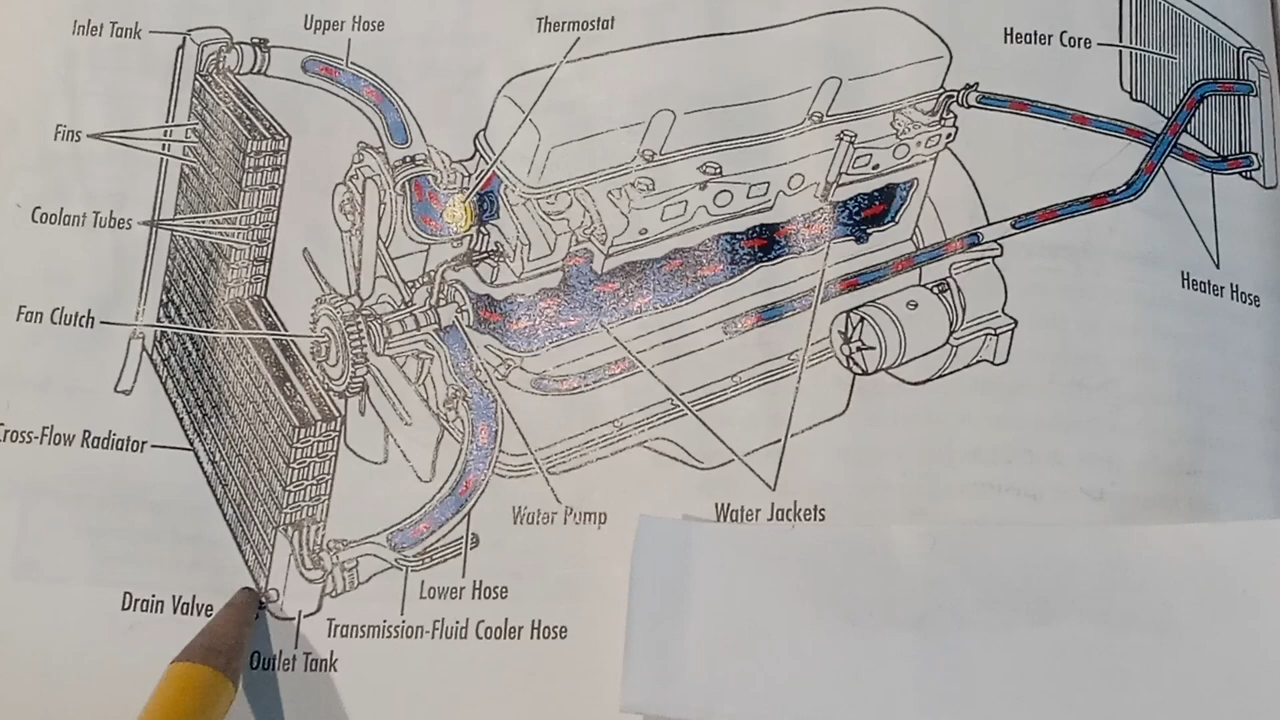 Inlet Tank
Upper Hose
Thermostat
Heater Core
Fins
Coolant Tubes
Heater Hose
Fan Clutch
Cross-Flow Radiator
Water Pump
Water Jackets
Lower Hose
Drain Valve
Transmission-Fluid Cooler Hose
Outlet Tank